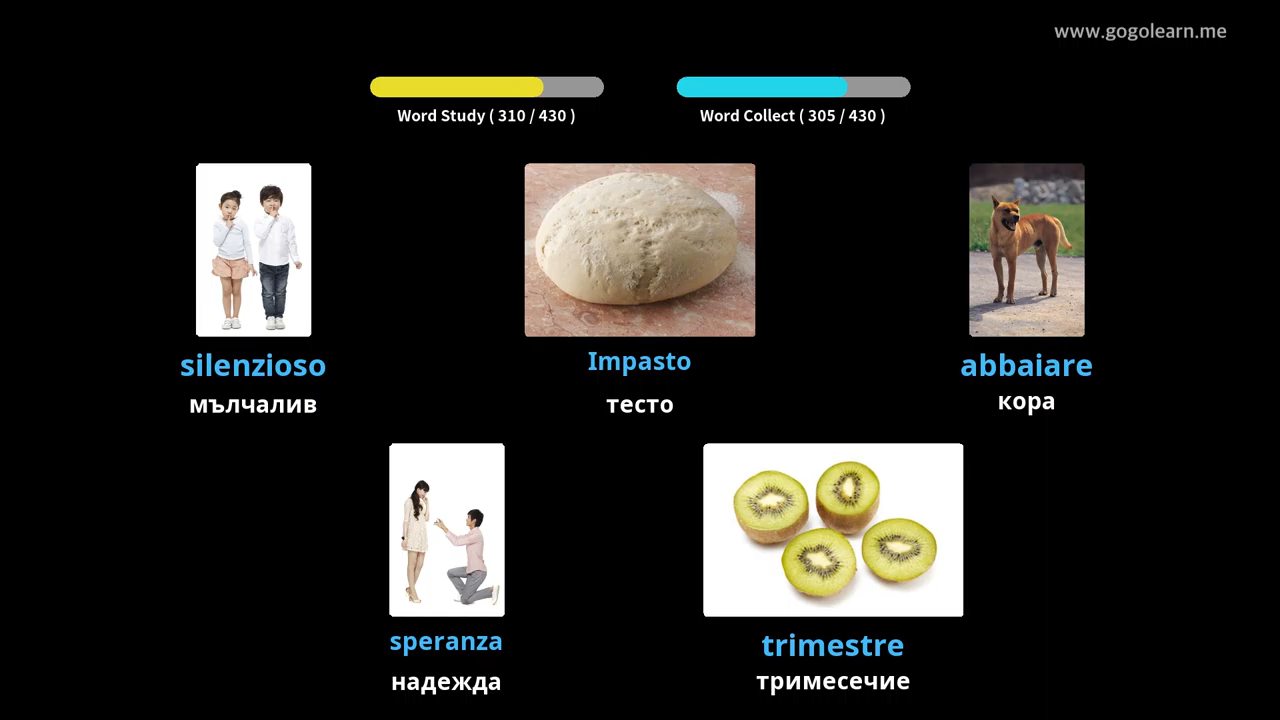 www.gogolearn.me
Word Study ( 310 / 430 )
Word Collect ( 305 / 430 )
silenzioso
мълчалив
Impasto
тесто
abbaiare
кора
speranza
надежда
trimestre
тримесечие